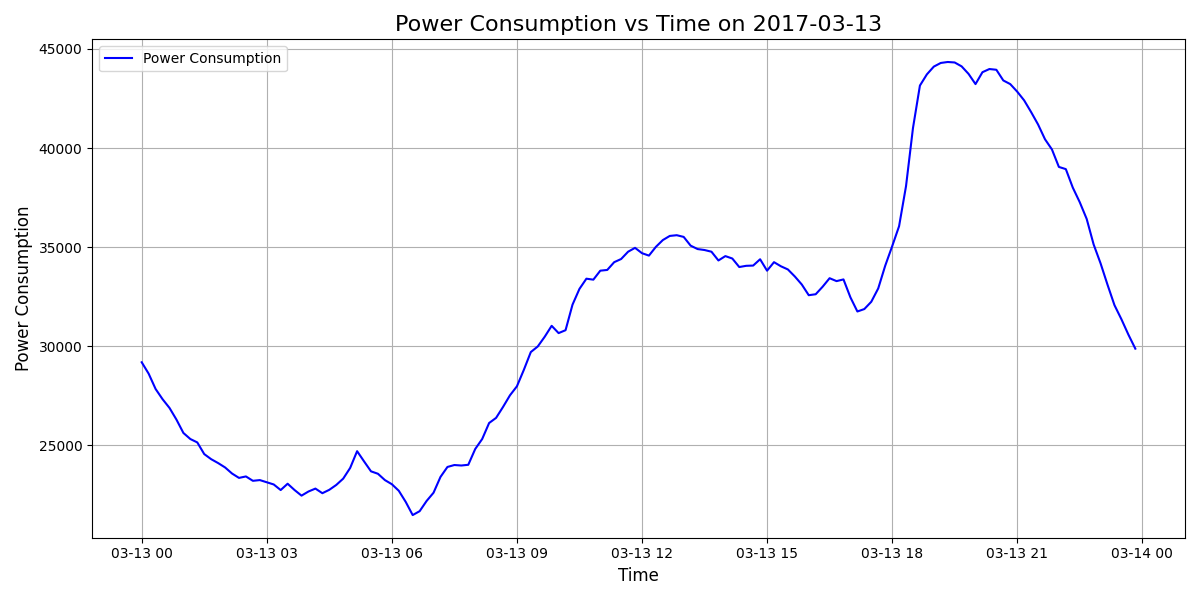 Power Consumption vs Time on 2017-03-13
Power Consumption
45000
40000
35000
30000
25000
Power Consumption
03-13 00 03-13 03 03-13 06 03-13 09 03-13 12 03-13 15 03-13 18 03-13 21 03-14 00
Time